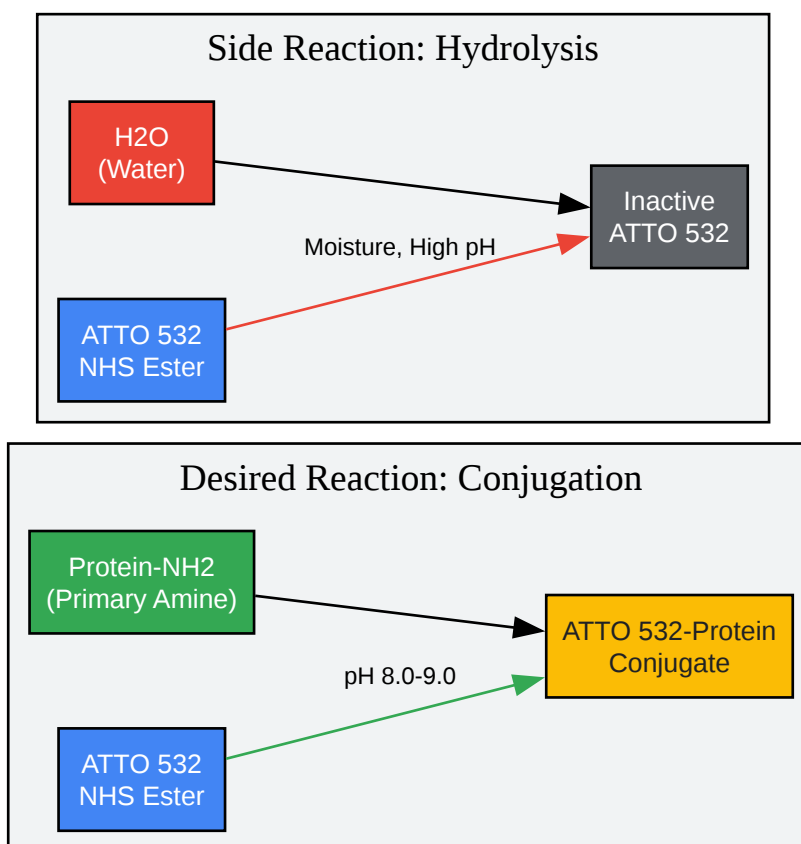 Side Reaction: Hydrolysis
H2O
(Water)
Inactive
ATTO 532
Moisture, High pH
ATTO 532
NHS Ester
Desired Reaction: Conjugation
Protein-NH2
(Primary Amine)
ATTO 532-Protein
Conjugate
pH 8.0-9.0
ATTO 532
NHS Ester